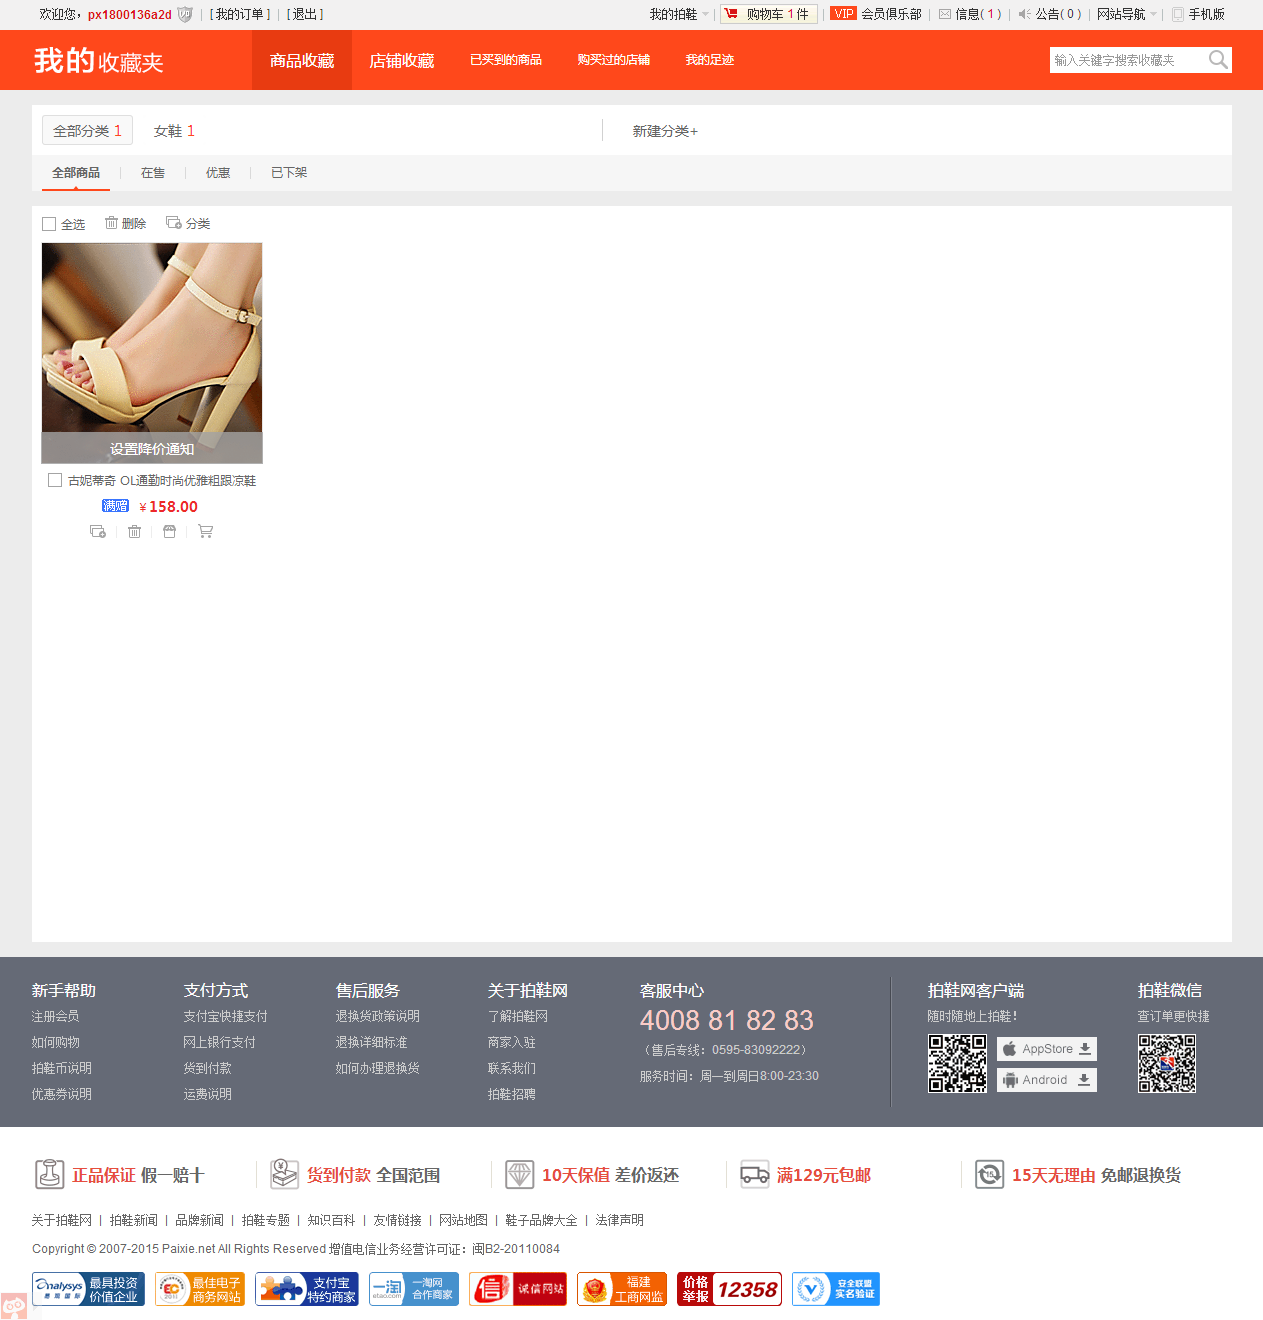 欢迎您，px1800136a2d | [ 我的订单 ] | [ 退出 ] 我的拍鞋 | 购物车 1 件 | VIP 会员俱乐部 | 信息( 1 ) | 公告( 0 ) | 网站导航 | 手机版
我的收藏夹 商品收藏 店铺收藏 已买到的商品 购买过的店铺 我的足迹 输入关键字搜索收藏夹
全部分类 1 女鞋 1 新建分类+
全部商品 | 在售 | 优惠 | 已下架
全选 删除 分类
设置降价通知
古妮蒂奇 OL通勤时尚优雅粗跟凉鞋
满赠 ¥158.00
新手帮助 支付方式 售后服务 关于拍鞋网 客服中心 拍鞋网客户端 拍鞋微信
注册会员 支付宝快捷支付 退换货政策说明 了解拍鞋网 4008 81 82 83 随时随地上拍鞋！ 查订单更快捷
如何购物 网上银行支付 退换详细标准 商家入驻 （售后专线：0595-83092222） AppStore
拍鞋币说明 货到付款 如何办理退换货 联系我们 服务时间：周一到周日8:00-23:30 Android
优惠券说明 运费说明 拍鞋招聘
正品保证 假一赔十 货到付款 全国范围 10天保值 差价返还 满129元包邮 15 15天无理由 免邮退换货
关于拍鞋网 | 拍鞋新闻 | 品牌新闻 | 拍鞋专题 | 知识百科 | 友情链接 | 网站地图 | 鞋子品牌大全 | 法律声明
Copyright © 2007-2015 Paixie.net All Rights Reserved 增值电信业务经营许可证：闽B2-20110084
Analysys 易观国际 最具投资 价值企业 EC 2011 最佳电子 商务网站 支付宝 特约商家 一淘 etao.com 一淘网 合作商家 信 诚信网站 福建 工商网监 价格 举报 12358 安全联盟 实名验证